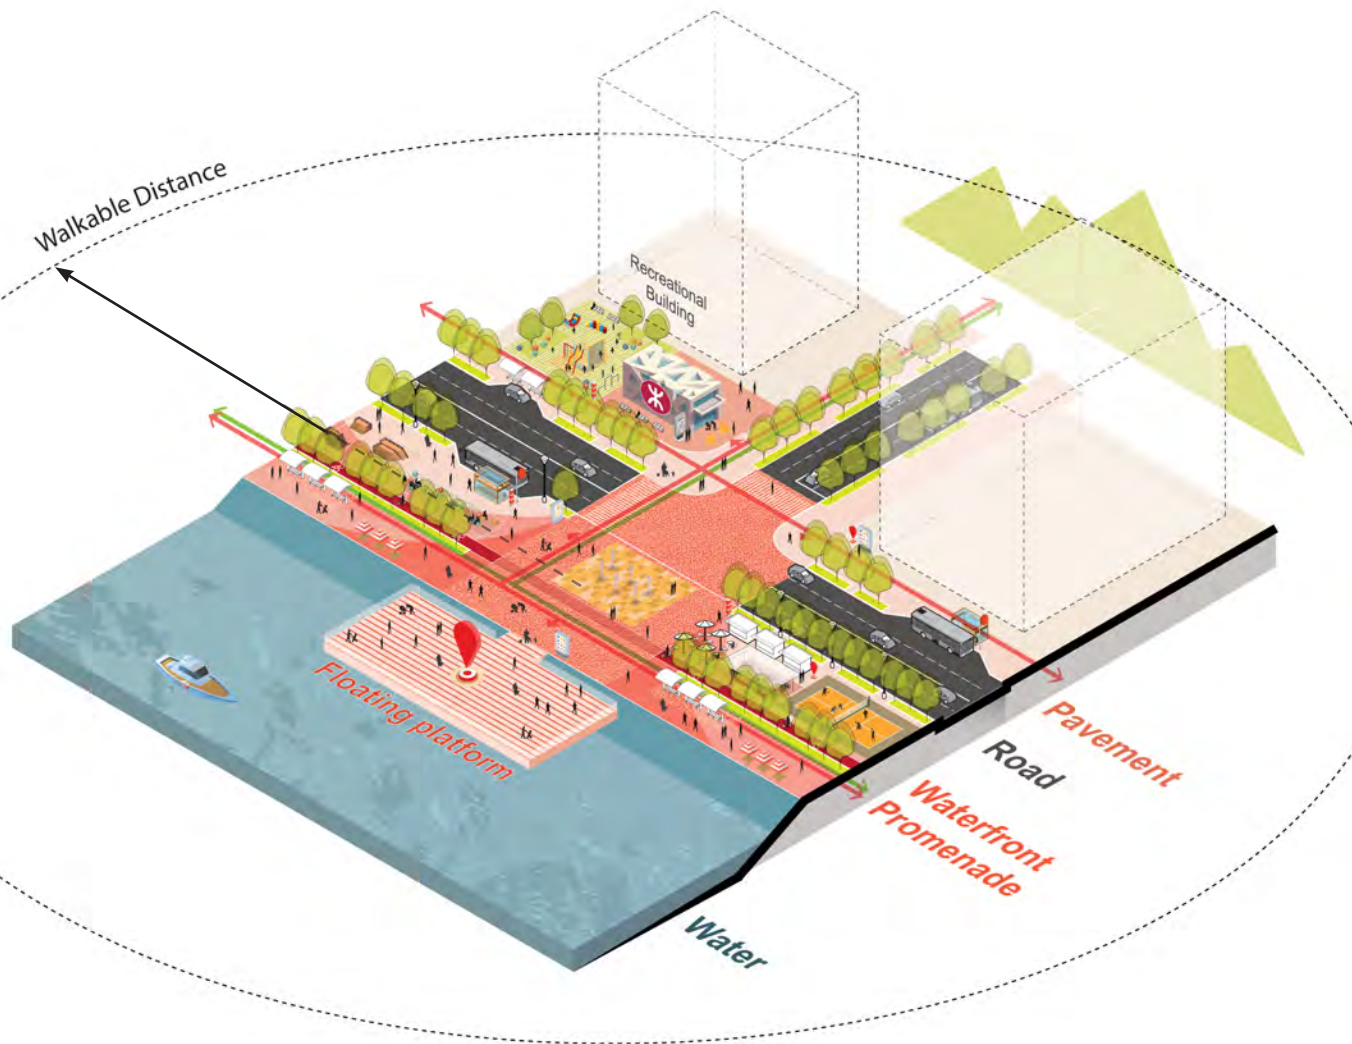 Walkable Distance
Recreational
Building
Floating platform
Pavement
Road
Waterfront
Promenade
Water